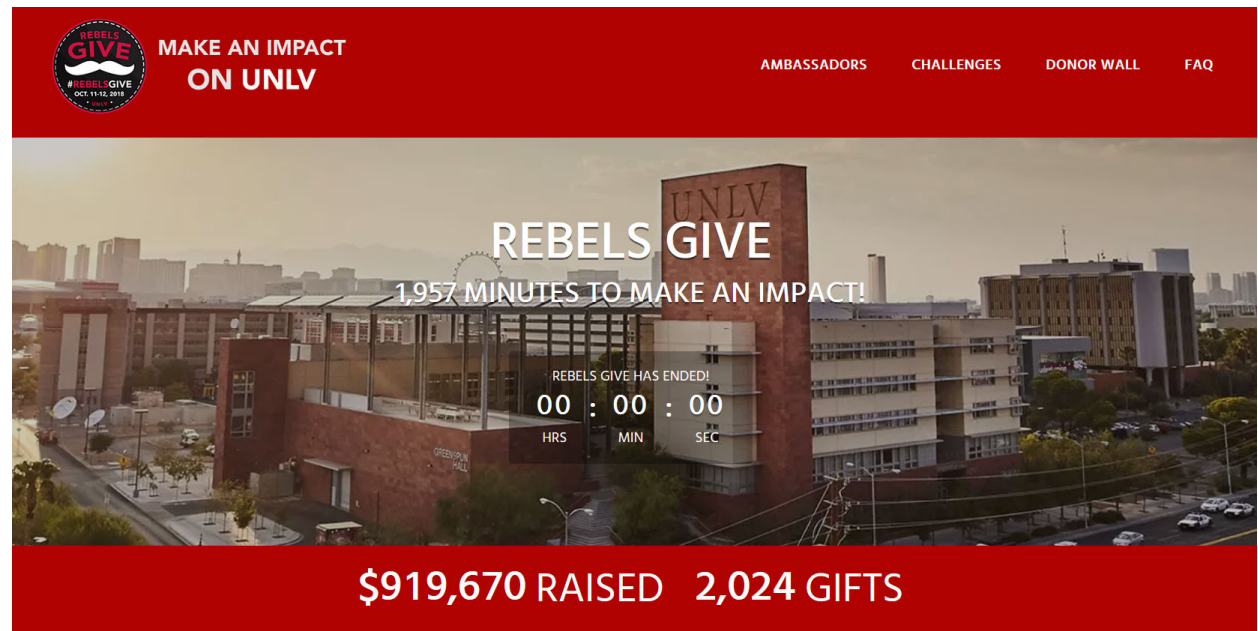 REBELS
GIVE
#REBELSGIVE
OCT. 11-12, 2018
• UNLV •
MAKE AN IMPACT
ON UNLV
AMBASSADORS CHALLENGES DONOR WALL FAQ
UNLV
REBELS GIVE
1,957 MINUTES TO MAKE AN IMPACT!
REBELS GIVE HAS ENDED!
00 : 00 : 00
HRS MIN SEC
GREENSPUN
HALL
$919,670 RAISED 2,024 GIFTS